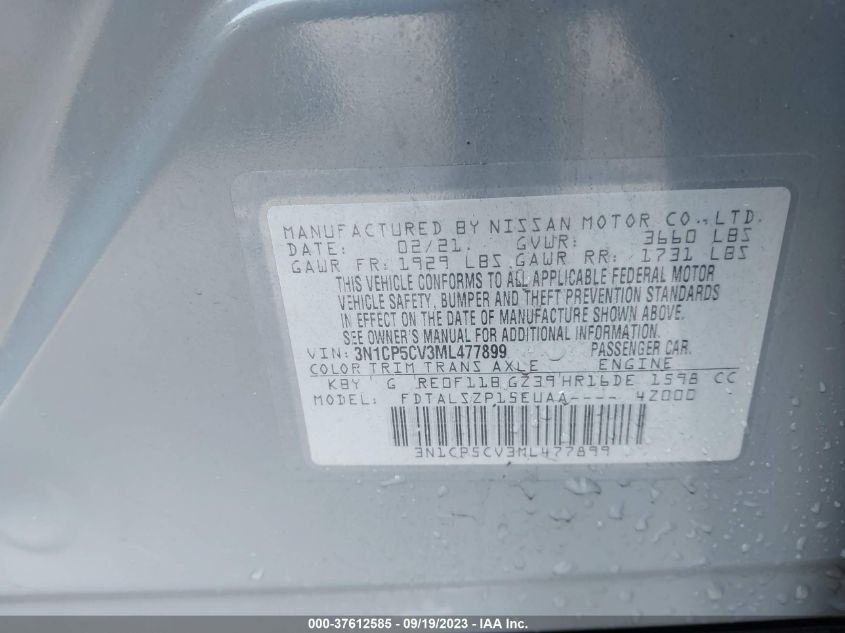 MANUFACTURED BY NISSAN MOTOR CO., LTD.
DATE: 02/21. GVWR: 3660 LBS
GAWR FR: 1929 LBS GAWR RR: 1731 LBS
THIS VEHICLE CONFORMS TO ALL APPLICABLE FEDERAL MOTOR
VEHICLE SAFETY, BUMPER AND THEFT PREVENTION STANDARDS
IN EFFECT ON THE DATE OF MANUFACTURE SHOWN ABOVE.
SEE OWNER'S MANUAL FOR ADDITIONAL INFORMATION.
VIN: 3N1CP5CV3ML477899 PASSENGER CAR.
COLOR TRIM TRANS AXLE ENGINE
KBY G RE0F11B GZ39 HR16DE 1598 CC
MODEL: FDTALSZP15EUAA---- 42000
3N1CP5CV3ML477899
000-37612585 - 09/19/2023 - Copyright IAA, Inc.